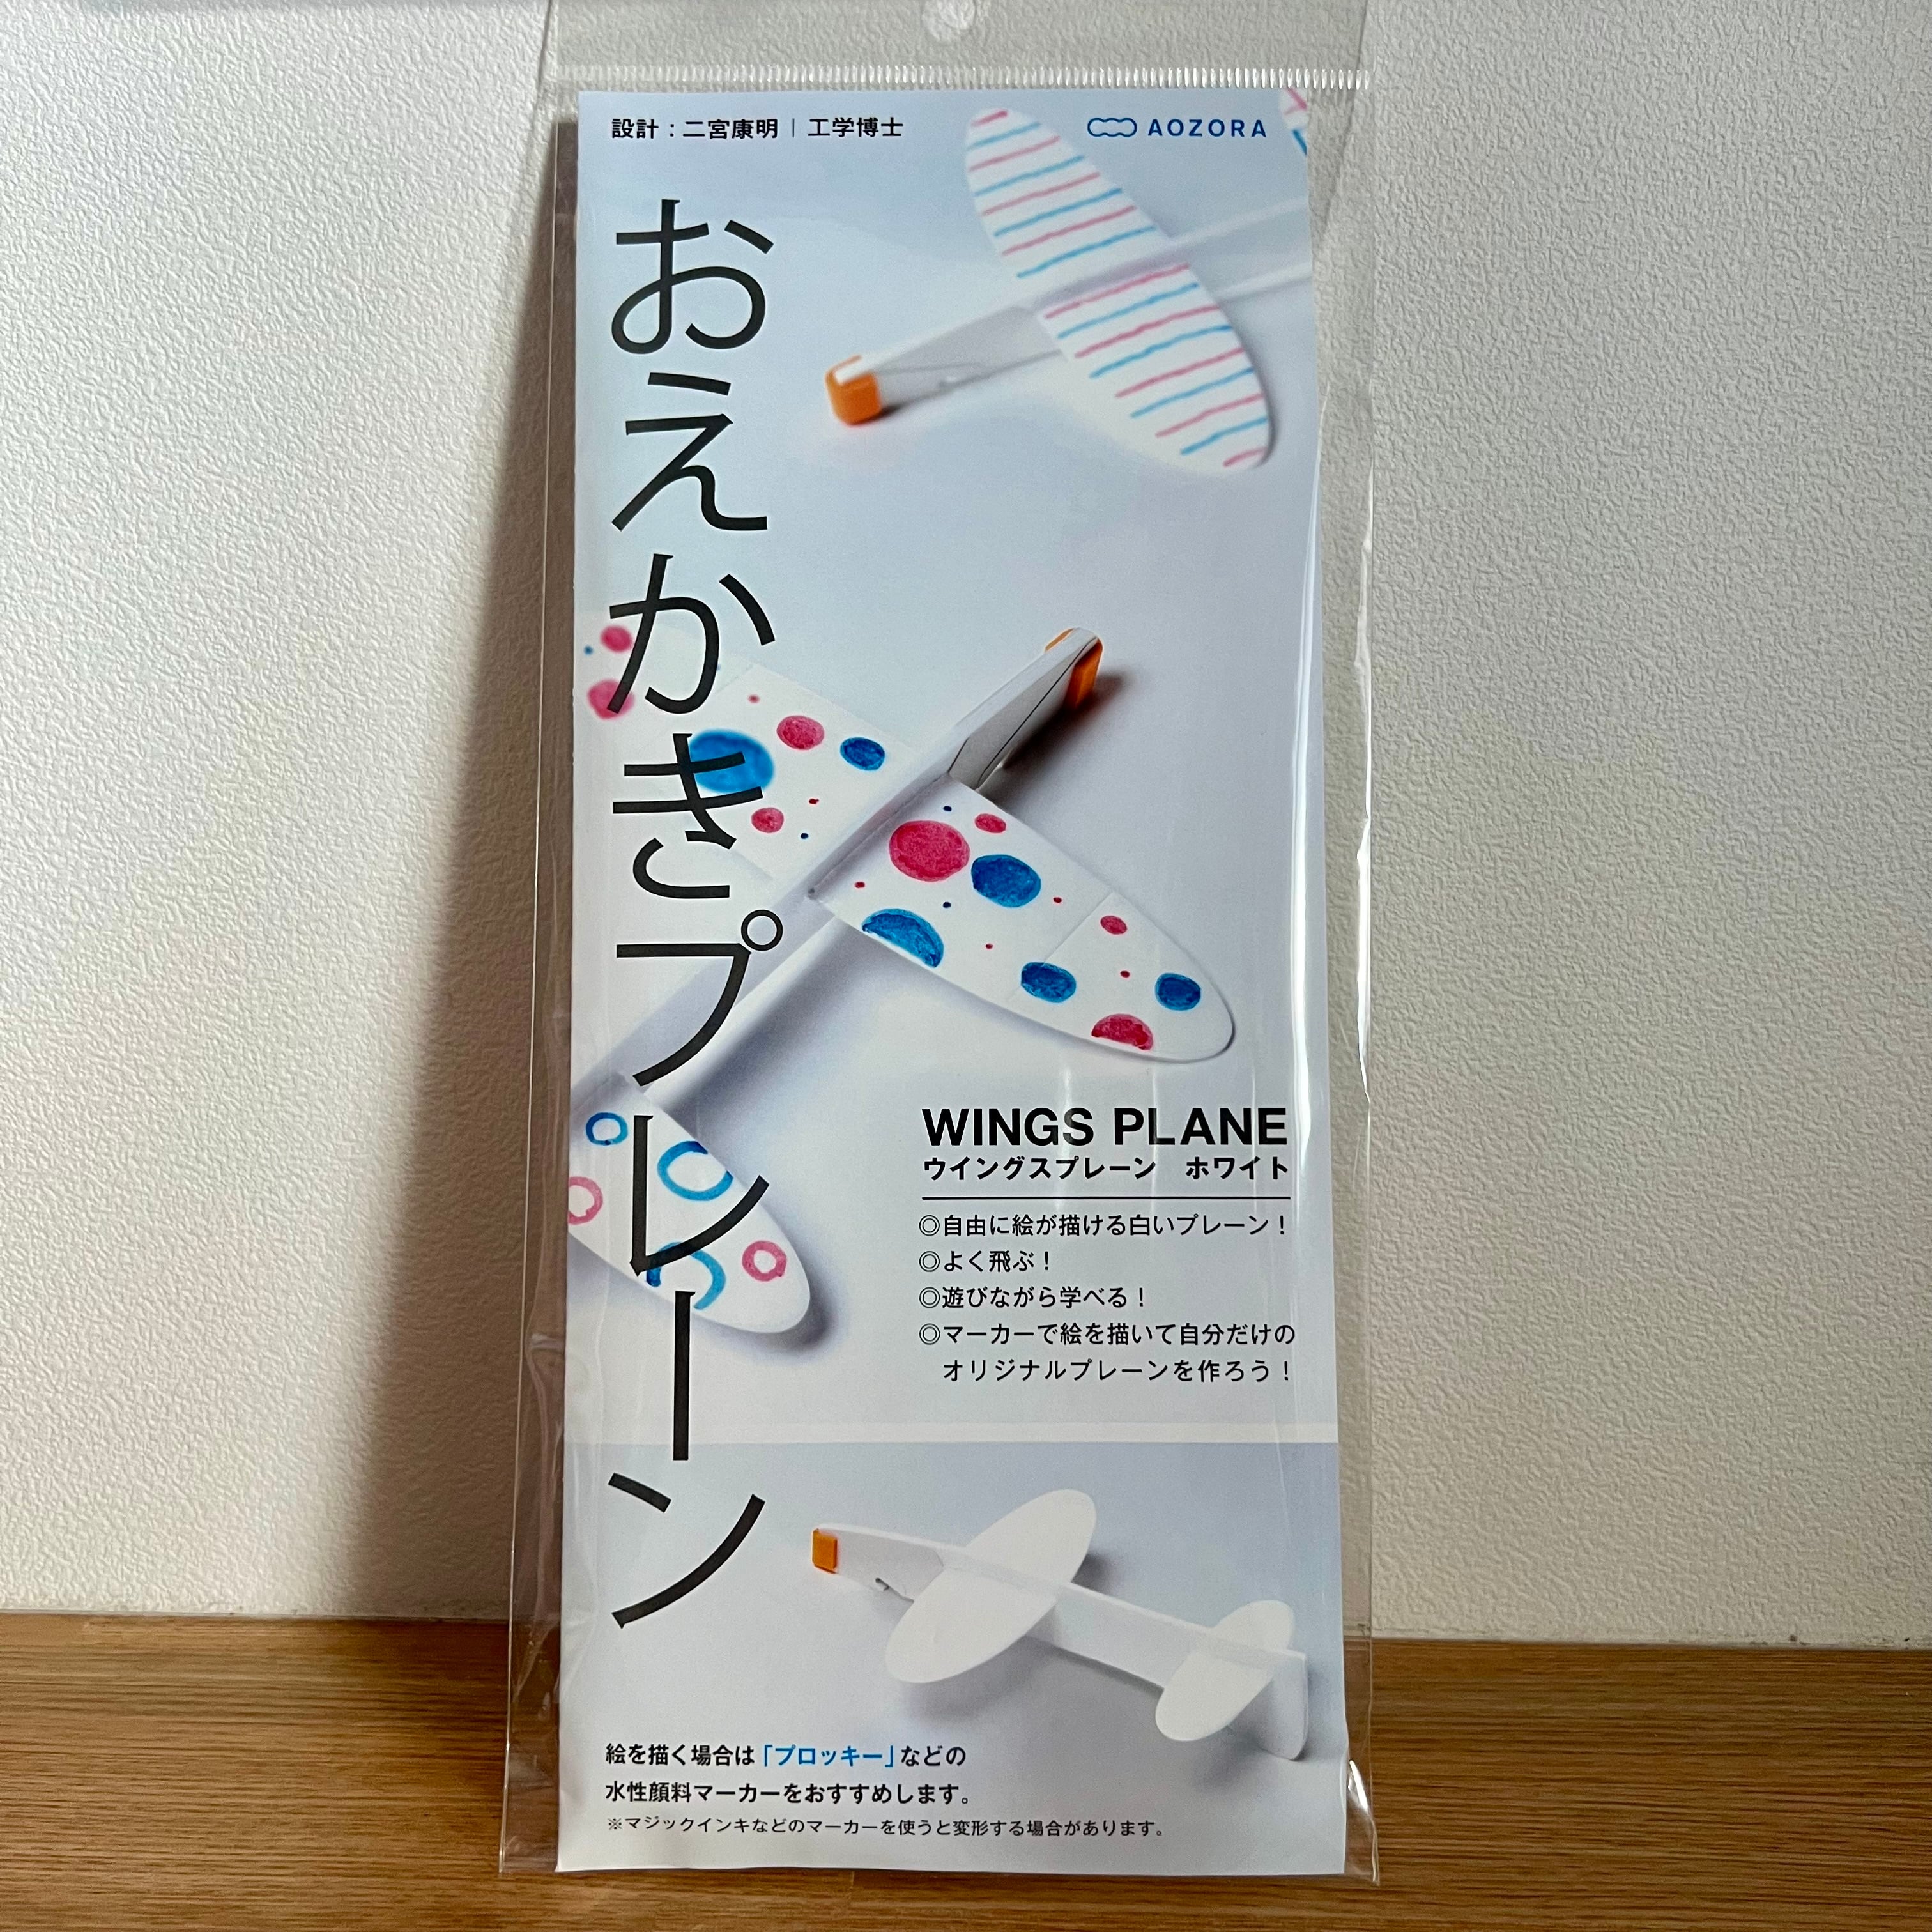 設計：二宮康明｜工学博士
AOZORA
おえかきプレーン
WINGS PLANE
ウイングスプレーン　ホワイト
◎自由に絵が描ける白いプレーン！
◎よく飛ぶ！
◎遊びながら学べる！
◎マーカーで絵を描いて自分だけの
オリジナルプレーンを作ろう！
絵を描く場合は「プロッキー」などの
水性顔料マーカーをおすすめします。
※マジックインキなどのマーカーを使うと変形する場合があります。